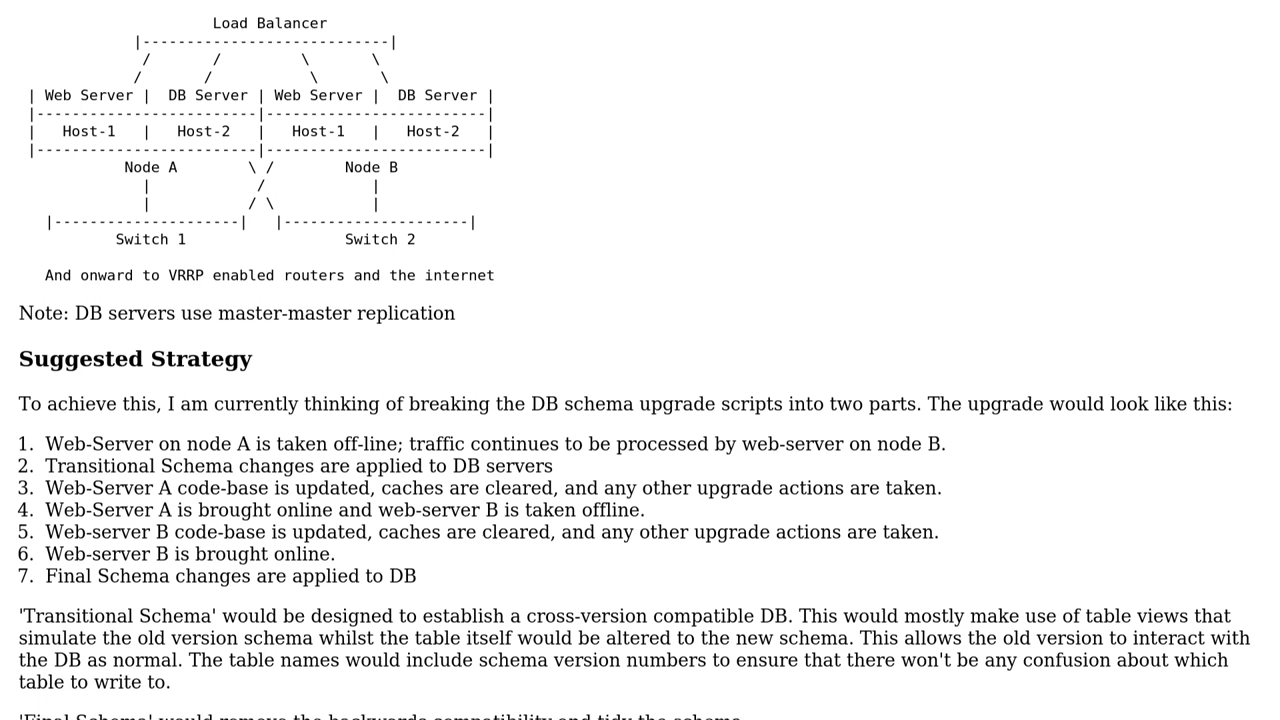 Load Balancer
             |----------------------------|
              /       /         \       \
             /       /           \       \
 | Web Server |  DB Server | Web Server |  DB Server |
 |-------------------------|-------------------------|
 |   Host-1   |   Host-2   |   Host-1   |   Host-2   |
 |-------------------------|-------------------------|
            Node A        \ /        Node B
              |            /            |
              |           / \           |
   |---------------------|   |---------------------|
           Switch 1                  Switch 2
   And onward to VRRP enabled routers and the internet
Note: DB servers use master-master replication
Suggested Strategy
To achieve this, I am currently thinking of breaking the DB schema upgrade scripts into two parts. The upgrade would look like this:
1. Web-Server on node A is taken off-line; traffic continues to be processed by web-server on node B.
2. Transitional Schema changes are applied to DB servers
3. Web-Server A code-base is updated, caches are cleared, and any other upgrade actions are taken.
4. Web-Server A is brought online and web-server B is taken offline.
5. Web-server B code-base is updated, caches are cleared, and any other upgrade actions are taken.
6. Web-server B is brought online.
7. Final Schema changes are applied to DB
'Transitional Schema' would be designed to establish a cross-version compatible DB. This would mostly make use of table views that
simulate the old version schema whilst the table itself would be altered to the new schema. This allows the old version to interact with
the DB as normal. The table names would include schema version numbers to ensure that there won't be any confusion about which
table to write to.
'Final Schema' would remove the backwards compatibility and tidy the schema.